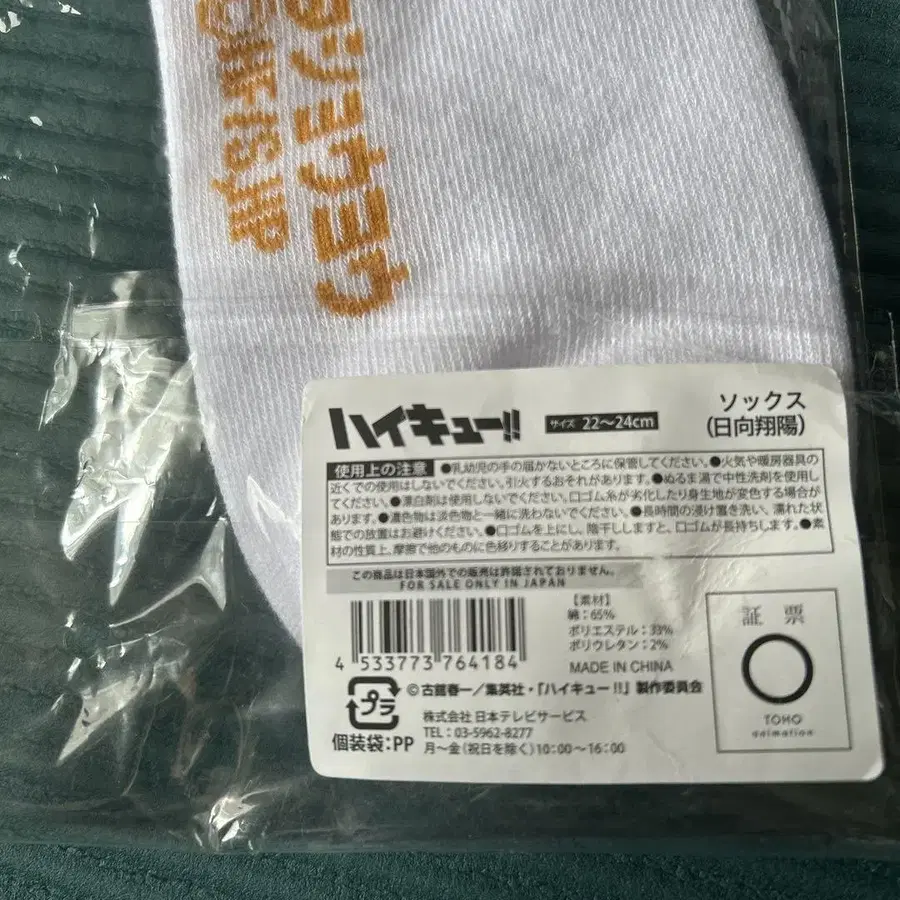 ショウヨウ
ハイキュー!!
サイズ 22〜24cm
ソックス
(日向翔陽)
使用上の注意 ●乳幼児の手の届かないところに保管してください。●火気や暖房器具の
近くでの使用はしないでください。引火するおそれがあります。●ぬるま湯で中性洗剤を使用し
てください。●漂白剤は使用しないでください。口ゴム糸が劣化したり身生地が変色する場合が
あります。●濃色物は淡色物と一緒に洗わないでください。●長時間の浸け置き洗い、濡れた状
態での放置はお避けください。●口ゴムを上にし、陰干ししますと、口ゴムが長持ちします。●素
材の性質上、摩擦で他のものに色移りすることがあります。
この商品は日本国外での販売は許諾されておりません。
FOR SALE ONLY IN JAPAN
【素材】
綿:65%
ポリエステル:33%
ポリウレタン:2%
MADE IN CHINA
4 533773 764184
プラ
個装袋:PP
©古舘春一/集英社・「ハイキュー!!」製作委員会
株式会社 日本テレビサービス
TEL:03-5962-8277
月〜金(祝日を除く)10:00〜16:00
証票
TOHO
animation